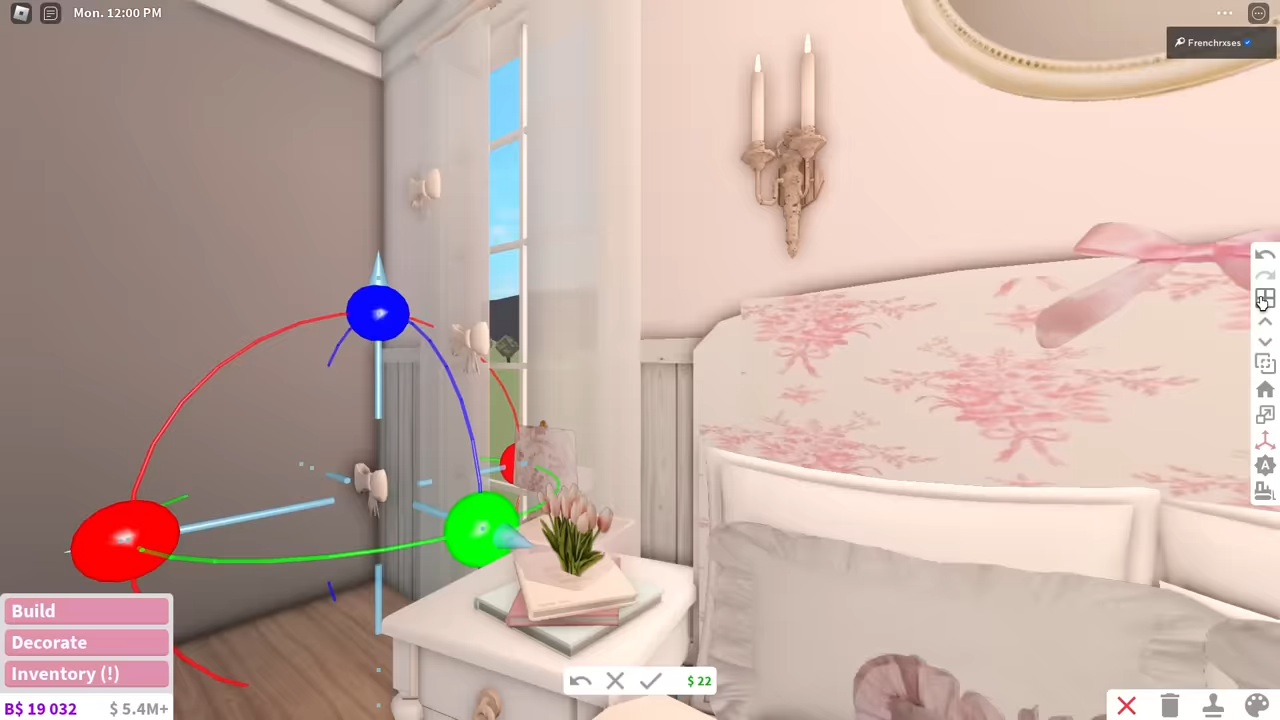 Mon. 12:00 PM
Frenchrxses
Build
Decorate
Inventory (!)
B$ 19 032 $ 5.4M+
$ 22
A